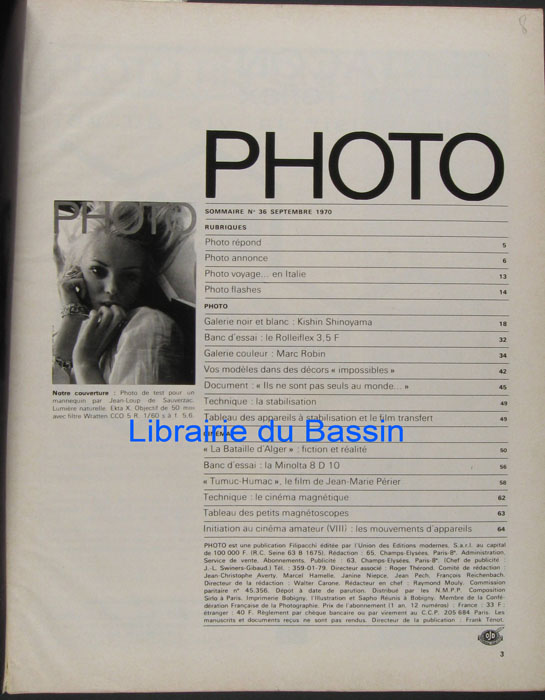 PHOTO
SOMMAIRE N° 36 SEPTEMBRE 1970
RUBRIQUES
Photo répond 5
Photo annonce 6
Photo voyage... en Italie 13
Photo flashes 14
PHOTO
Galerie noir et blanc : Kishin Shinoyama 18
Banc d'essai : le Rolleiflex 3,5 F 32
Galerie couleur : Marc Robin 34
Vos modèles dans des décors « impossibles » 42
Document : « Ils ne sont pas seuls au monde... » 45
Technique : la stabilisation 49
Tableau des appareils à stabilisation et le film transfert 49
Librairie du Bassin
« La Bataille d'Alger » : fiction et réalité 50
Banc d'essai : la Minolta 8 D 10 56
« Tumuc-Humac », le film de Jean-Marie Périer 58
Technique : le cinéma magnétique 62
Tableau des petits magnétoscopes 63
Initiation au cinéma amateur (VIII) : les mouvements d'appareils 64
PHOTO
Notre couverture : Photo de test pour un
mannequin par Jean-Loup de Sauverzac.
Lumière naturelle. Ekta X. Objectif de 50 mm
avec filtre Wratten CCO 5 R. 1/60 s à f. 5,6.
PHOTO est une publication Filipacchi éditée par l'Union des Editions modernes, S.a.r.l. au capital
de 100 000 F. (R.C. Seine 63 B 1675). Rédaction : 65, Champs-Elysées, Paris-8e. Administration,
Service de vente, Abonnements, Publicité : 63, Champs-Elysées, Paris-8e. (Chef de publicité :
J.-L. Swiners-Gibaud.) Tél. : 359-01-79. Directeur associé : Roger Thérond. Comité de rédaction :
Jean-Christophe Averty, Marcel Hamelle, Janine Niepce, Jean Pech, François Reichenbach.
Directeur de la rédaction : Walter Carone. Rédacteur en chef : Raymond Mouly. Commission
paritaire n° 45.356. Dépôt à date de parution. Distribué par les N.M.P.P. Composition
Sirlo à Paris. Imprimerie Bobigny, l'Illustration et Sapho Réunis à Bobigny. Membre de la Confé-
dération Française de la Photographie. Prix de l'abonnement (1 an, 12 numéros) : France : 33 F ;
étranger : 40 F. Règlement par chèque bancaire ou par virement au C.C.P. 205 684 Paris. Les
manuscrits et documents reçus ne sont pas rendus. Directeur de la publication : Frank Ténot.
OJD
3